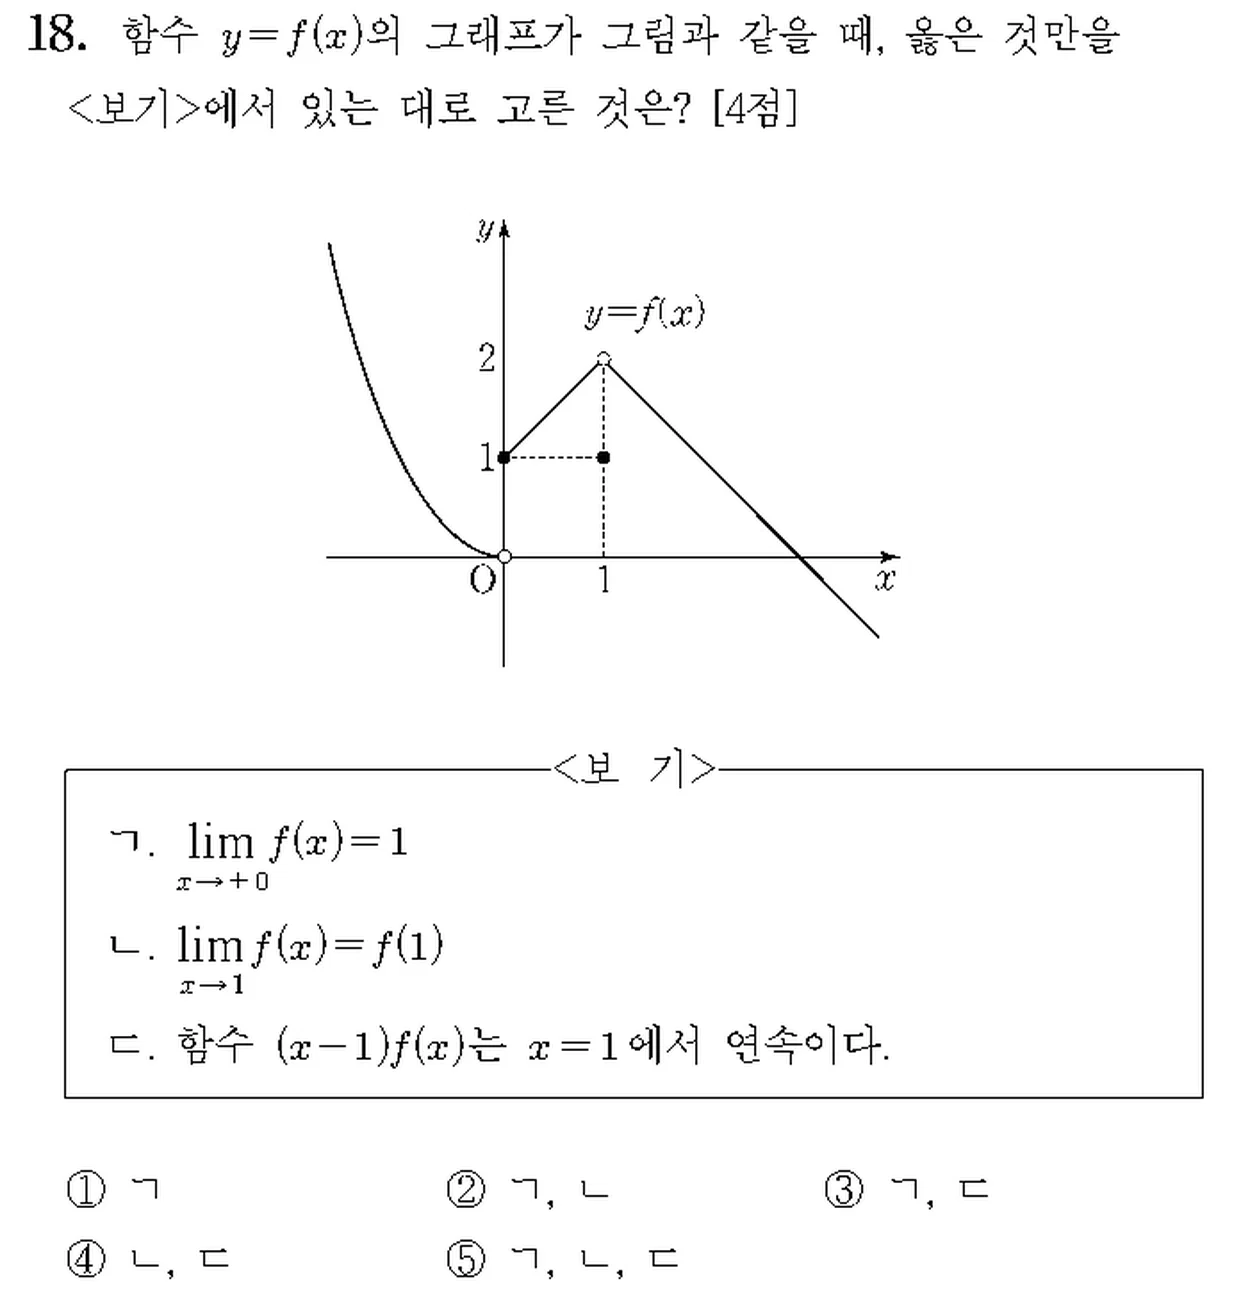 18. 함수 y=f(x)의 그래프가 그림과 같을 때, 옳은 것만을
<보기>에서 있는 대로 고른 것은? [4점]
y
y=f(x)
2
1
O
1
x
<보 기>
ㄱ. lim f(x)=1
x→+0
ㄴ. lim f(x)=f(1)
x→1
ㄷ. 함수 (x-1)f(x)는 x=1에서 연속이다.
① ㄱ ② ㄱ, ㄴ ③ ㄱ, ㄷ
④ ㄴ, ㄷ ⑤ ㄱ, ㄴ, ㄷ